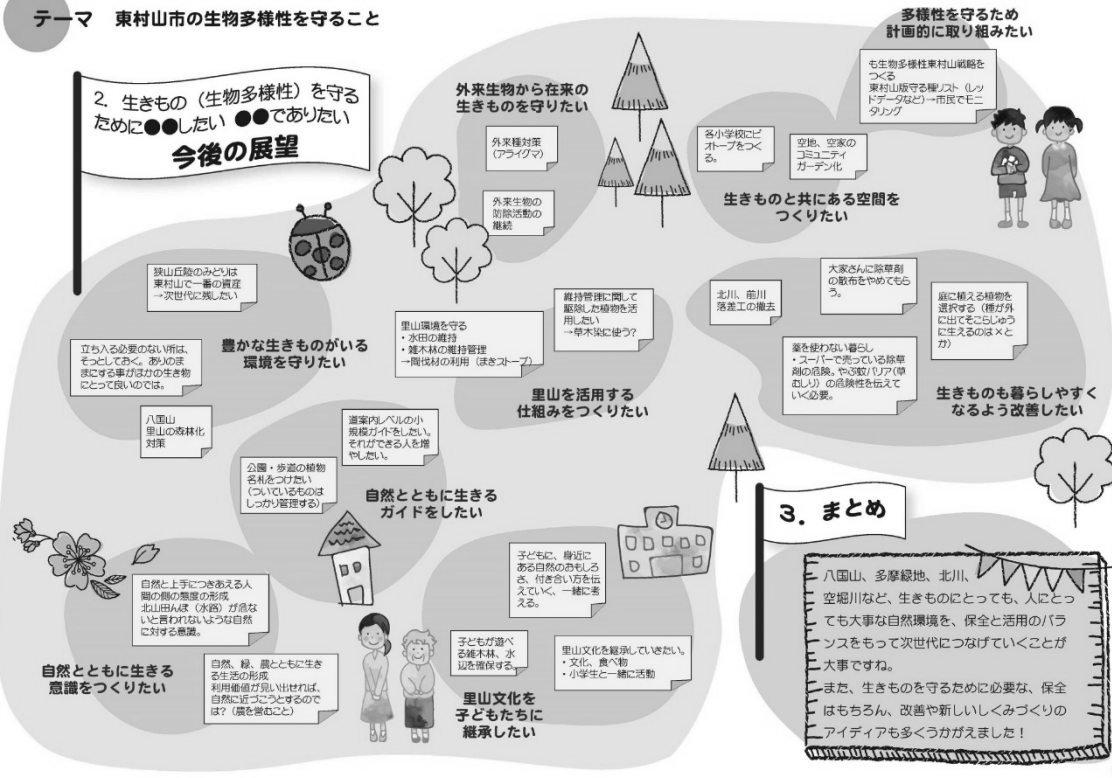 テーマ 東村山市の生物多様性を守ること
2. 生きもの(生物多様性)を守る
ために●●したい ●●でありたい
今後の展望
外来生物から在来の
生きものを守りたい
外来種対策
(アライグマ)
外来生物の
防除活動の
継続
多様性を守るため
計画的に取り組みたい
も生物多様性東村山戦略を
つくる
東村山版守る種リスト(レッ
ドデータなど)→市民でモニ
タリング
各小学校にビ
オトープをつく
る。
空地、空家の
コミュニティ
ガーデン化
生きものと共にある空間を
つくりたい
狭山丘陵のみどりは
東村山で一番の資産
→次世代に残したい
立ち入る必要のない所は、
そっとしておく。ありのま
まにする事がほかの生き物
にとって良いのでは。
八国山
里山の森林化
対策
豊かな生きものがいる
環境を守りたい
里山環境を守る
・水田の維持
・雑木林の維持管理
→間伐材の利用(まきストーブ)
維持管理に関して
駆除した植物を活
用したい
→草木染に使う?
里山を活用する
仕組みをつくりたい
北川、前川
落差工の撤去
大家さんに除草剤
の散布をやめてもら
う。
庭に植える植物を
選択する(種が外
に出てそこらじゅう
に生えるのは×と
か)
薬を使わない暮らし
・スーパーで売っている除草
剤の危険。やぶ蚊バリア(草
むしり)の危険性を伝えて
いく必要。
生きものも暮らしやすく
なるよう改善したい
道案内レベルの小
規模ガイドをしたい。
それができる人を増
やしたい。
公園・歩道の植物
名札をつけたい
(ついているものは
しっかり管理する)
自然とともに生きる
ガイドをしたい
自然と上手につきあえる人
間の側の態度の形成
北山田んぼ(水路)が危な
いと言われないような自然
に対する意識。
自然、緑、農とともに生き
る生活の形成
利用価値が見い出せれば、
自然に近づこうとするので
は?(農を営むこと)
自然とともに生きる
意識をつくりたい
子どもに、身近に
ある自然のおもしろ
さ、付き合い方を伝
えていく、一緒に考
える。
子どもが遊べ
る雑木林、水
辺を確保する。
里山文化を継承していきたい。
・文化、食べ物
・小学生と一緒に活動
里山文化を
子どもたちに
継承したい
3. まとめ
八国山、多摩緑地、北川、
空堀川など、生きものにとっても、人にとっ
ても大事な自然環境を、保全と活用のバラ
ンスをもって次世代につなげていくことが
大事ですね。
また、生きものを守るために必要な、保全
はもちろん、改善や新しいしくみづくりの
アイディアも多くうかがえました!